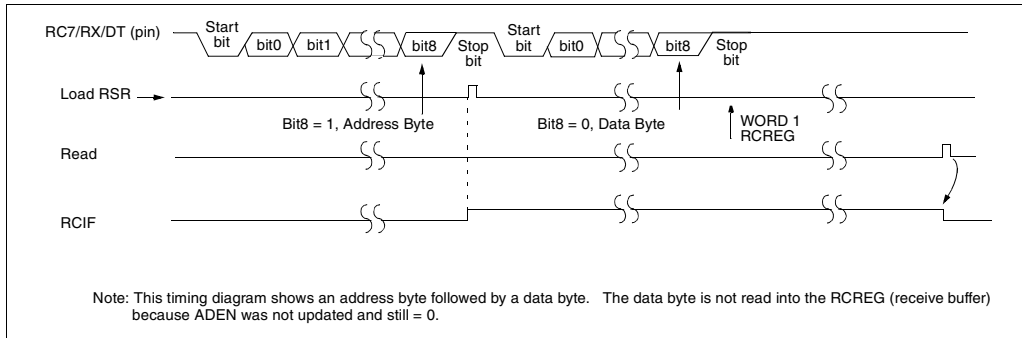 RC7/RX/DT (pin)
Start
bit
bit0
bit1
bit8
Stop
bit
Start
bit
bit0
bit8
Stop
bit
Load RSR
Bit8 = 1, Address Byte
Bit8 = 0, Data Byte
WORD 1
RCREG
Read
RCIF
Note: This timing diagram shows an address byte followed by a data byte. The data byte is not read into the RCREG (receive buffer)
because ADEN was not updated and still = 0.